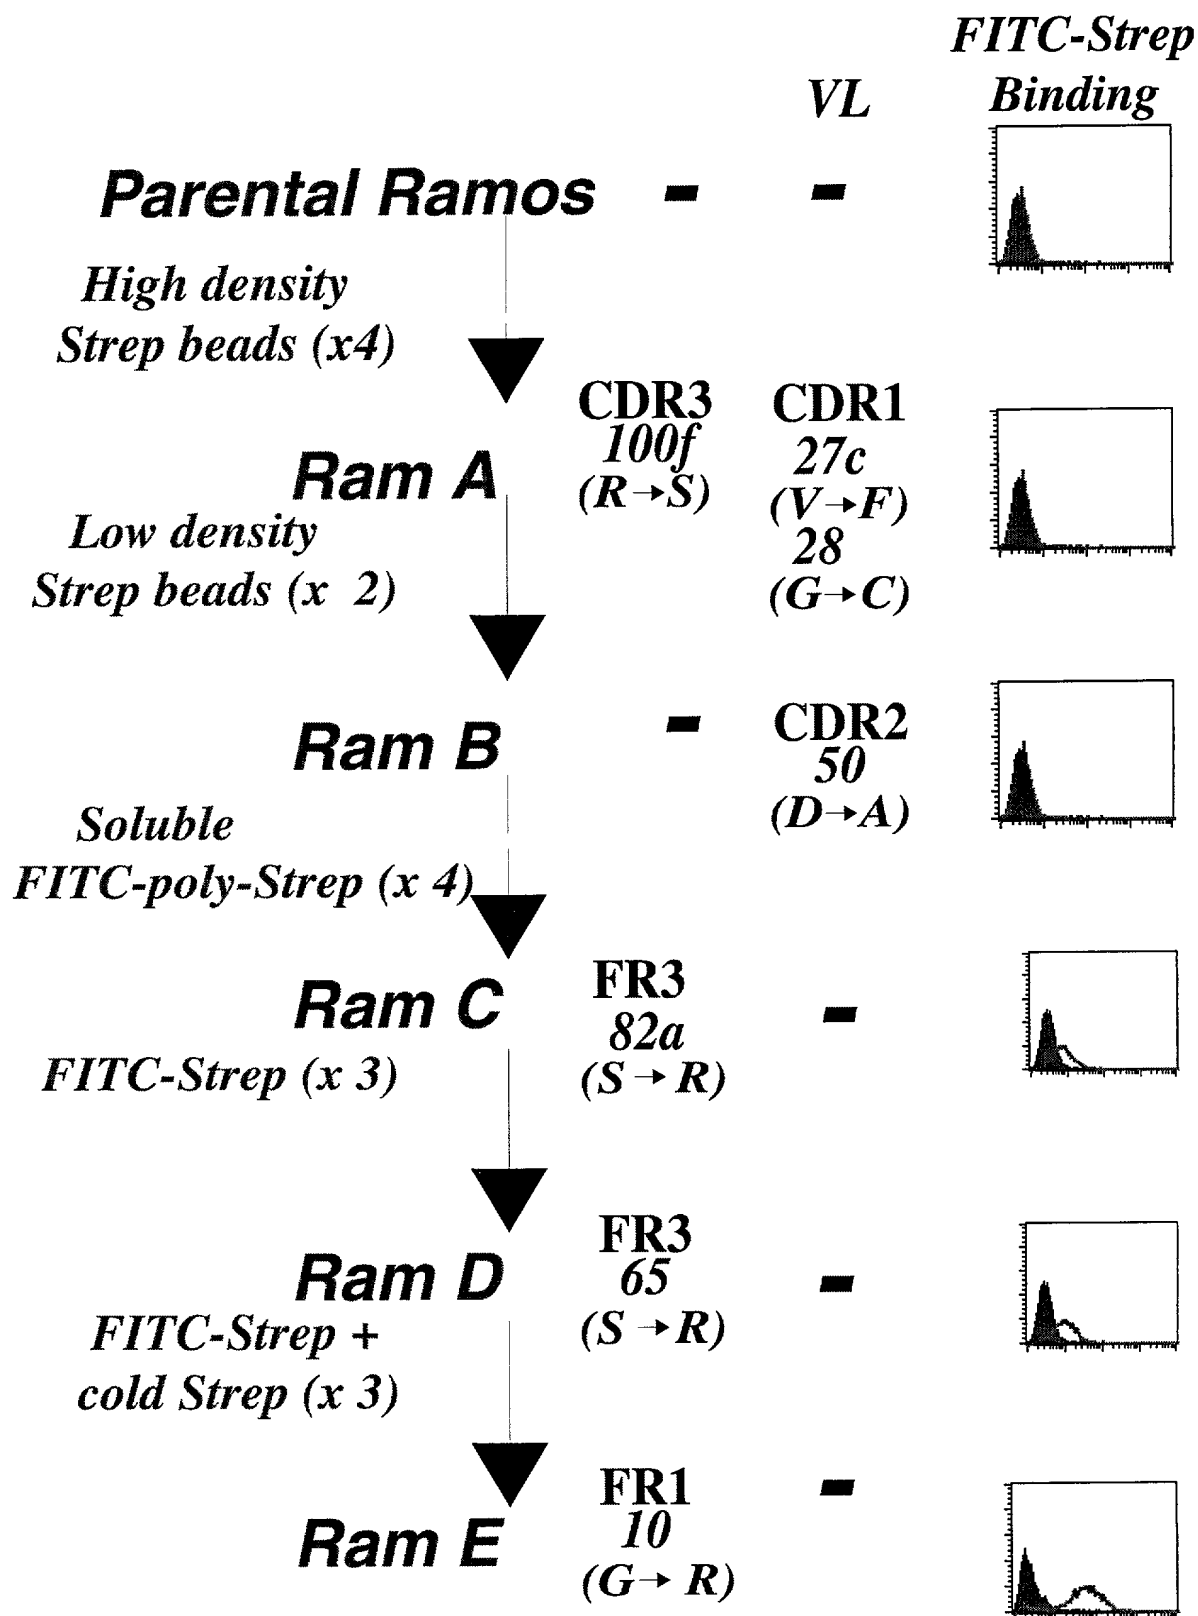 FITC-Strep
VL Binding
Parental Ramos - -
High density
Strep beads (x4)
CDR3 CDR1
100f 27c
Ram A (R→S) (V→F)
Low density 28
Strep beads (x 2) (G→C)
Ram B - CDR2
50
(D→A)
Soluble
FITC-poly-Strep (x 4)
Ram C FR3 -
82a
FITC-Strep (x 3) (S→R)
FR3
Ram D 65 -
FITC-Strep + (S→R)
cold Strep (x 3)
FR1 -
Ram E 10
(G→R)